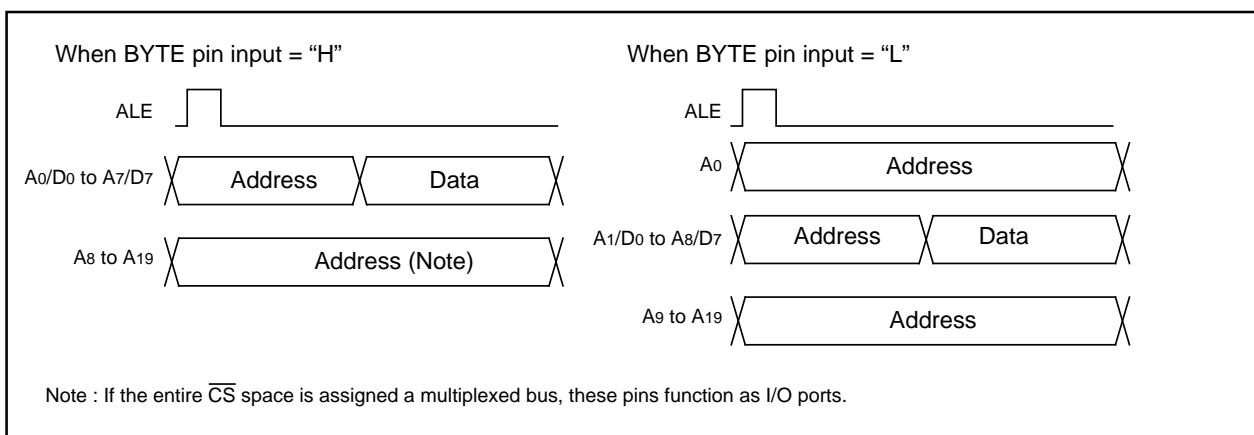 When BYTE pin input = “H”
ALE
A0/D0 to A7/D7
Address
Data
A8 to A19
Address (Note)
When BYTE pin input = “L”
ALE
A0
Address
A1/D0 to A8/D7
Address
Data
A9 to A19
Address
Note : If the entire C̅S̅ space is assigned a multiplexed bus, these pins function as I/O ports.